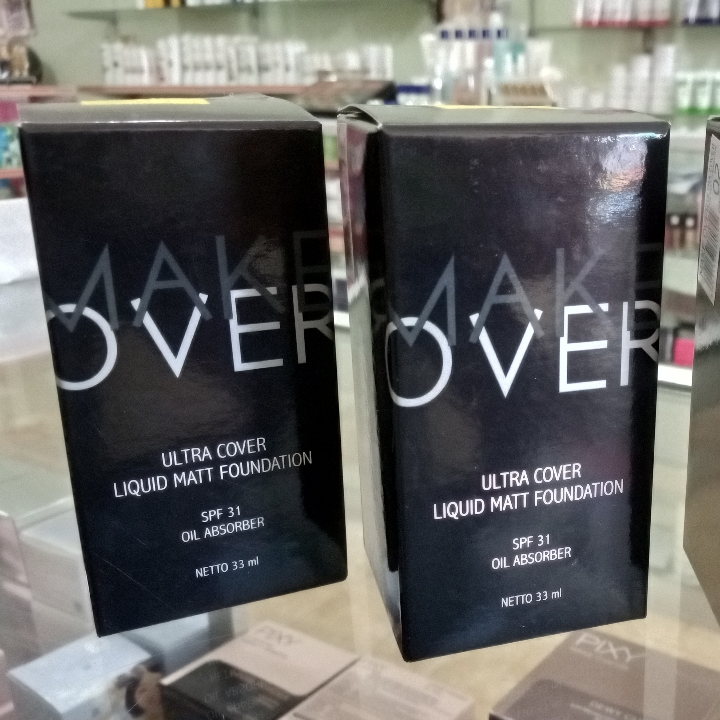 MAKE
OVER
ULTRA COVER
LIQUID MATT FOUNDATION
SPF 31
OIL ABSORBER
NETTO 33 ml
MAKE
OVER
ULTRA COVER
LIQUID MATT FOUNDATION
SPF 31
OIL ABSORBER
NETTO 33 ml
PIXY
PIXY